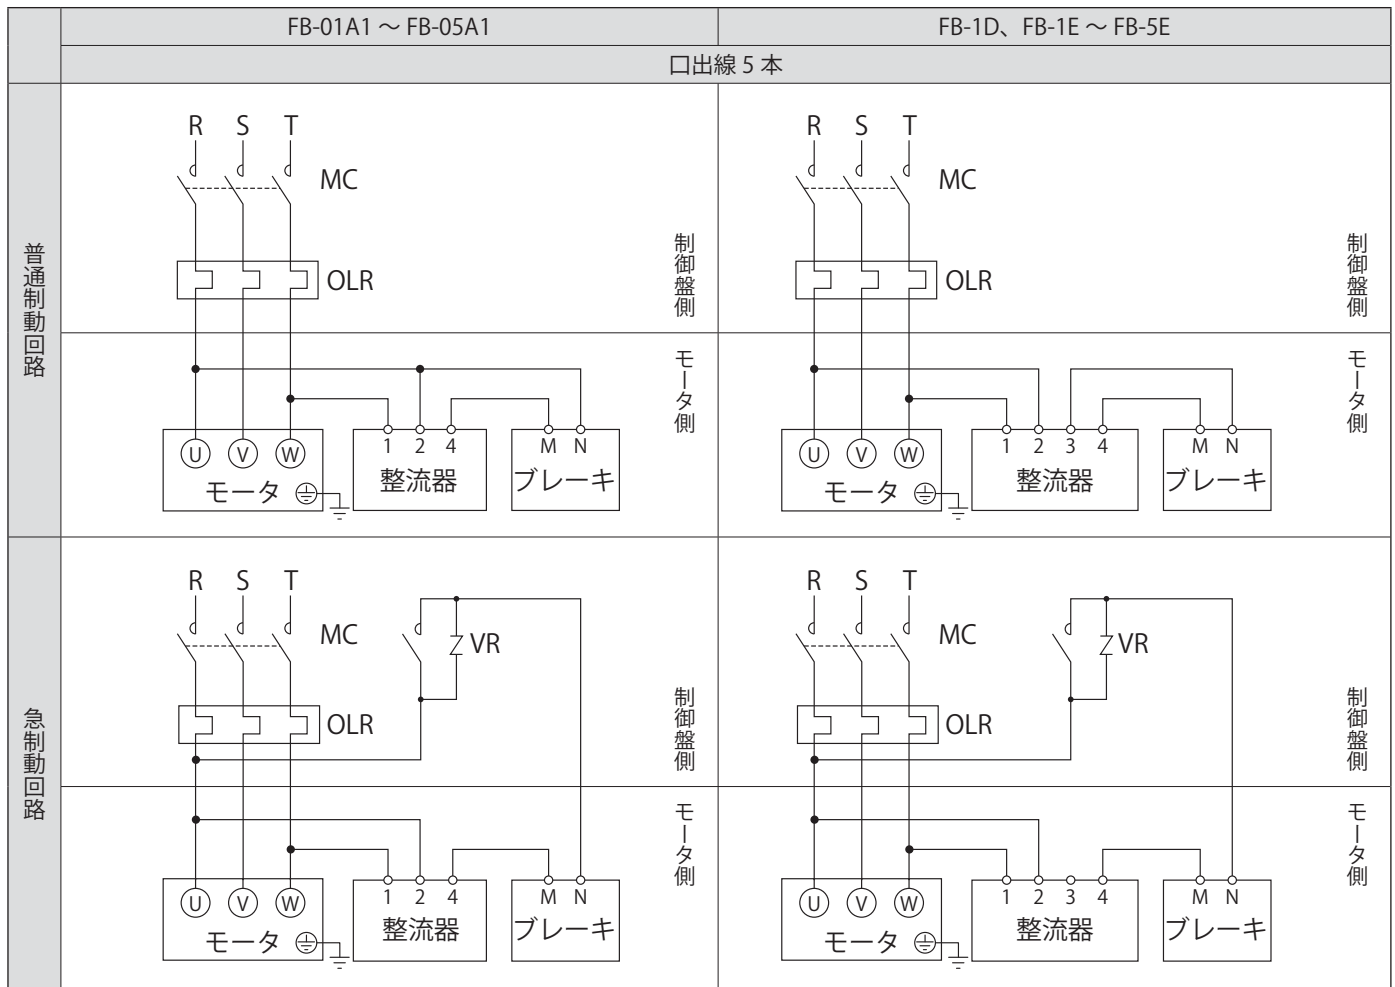 FB-01A1 ～ FB-05A1
FB-1D、FB-1E ～ FB-5E
口出線 5 本
普通制動回路
R S T
MC
OLR
制御盤側
モータ側
U V W
モータ
1 2 4
整流器
M N
ブレーキ
R S T
MC
OLR
制御盤側
モータ側
U V W
モータ
1 2 3 4
整流器
M N
ブレーキ
急制動回路
R S T
MC
VR
OLR
制御盤側
モータ側
U V W
モータ
1 2 4
整流器
M N
ブレーキ
R S T
MC
VR
OLR
制御盤側
モータ側
U V W
モータ
1 2 3 4
整流器
M N
ブレーキ